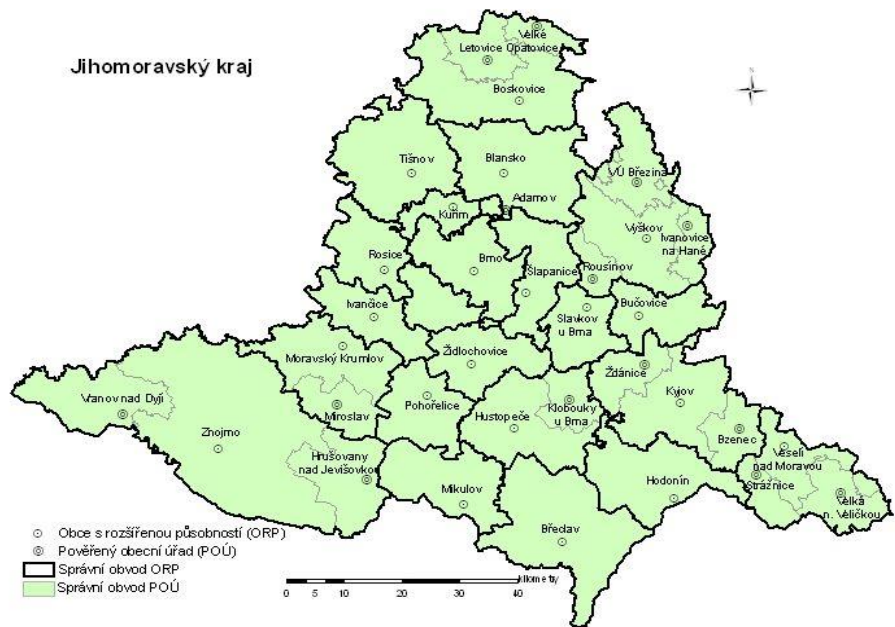 Jihomoravský kraj
Velké
Letovice Opatovice
Boskovice
Tišnov
Blansko
VÚ Březina
Adamov
Kuřim
Vyškov
Ivanovice
na Hané
Rosice
Brno
Šlapanice
Rousínov
Ivančice
Slavkov
u Brna
Bučovice
Moravský Krumlov
Židlochovice
Ždánice
Vranov nad Dyjí
Miroslav
Pohořelice
Hustopeče
Klobouky
u Brna
Kyjov
Znojmo
Hrušovany
nad Jevišovkou
Bzenec
Veselí
nad Moravou
Strážnice
Mikulov
Hodonín
Velká
n. Veličkou
Břeclav
Obce s rozšířenou působností (ORP)
Pověřený obecní úřad (POÚ)
Správní obvod ORP
Správní obvod POÚ
kilometry
0 5 10 20 30 40